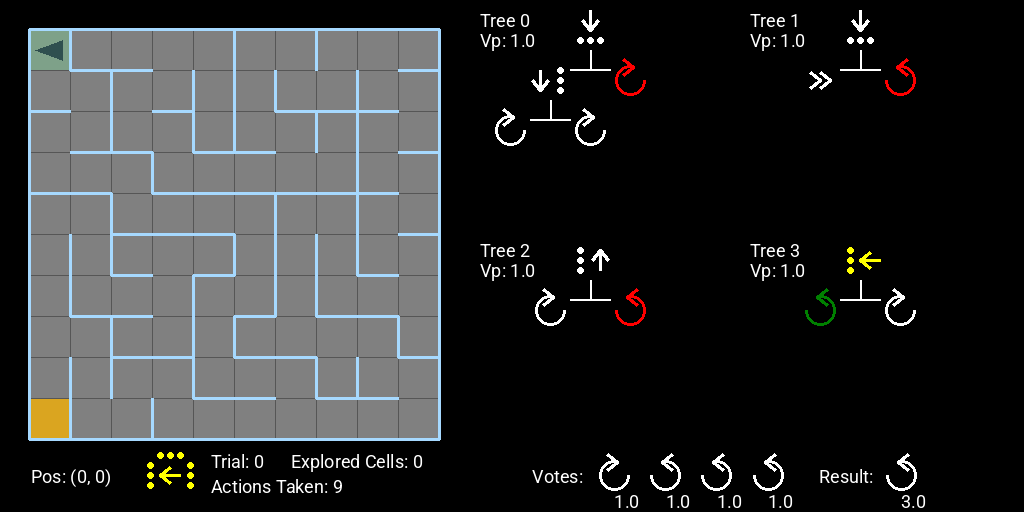 Tree 0
Vp: 1.0
Tree 1
Vp: 1.0
Tree 2
Vp: 1.0
Tree 3
Vp: 1.0
Pos: (0, 0)
Trial: 0 Explored Cells: 0
Actions Taken: 9
Votes: 1.0 1.0 1.0 1.0 Result: 3.0